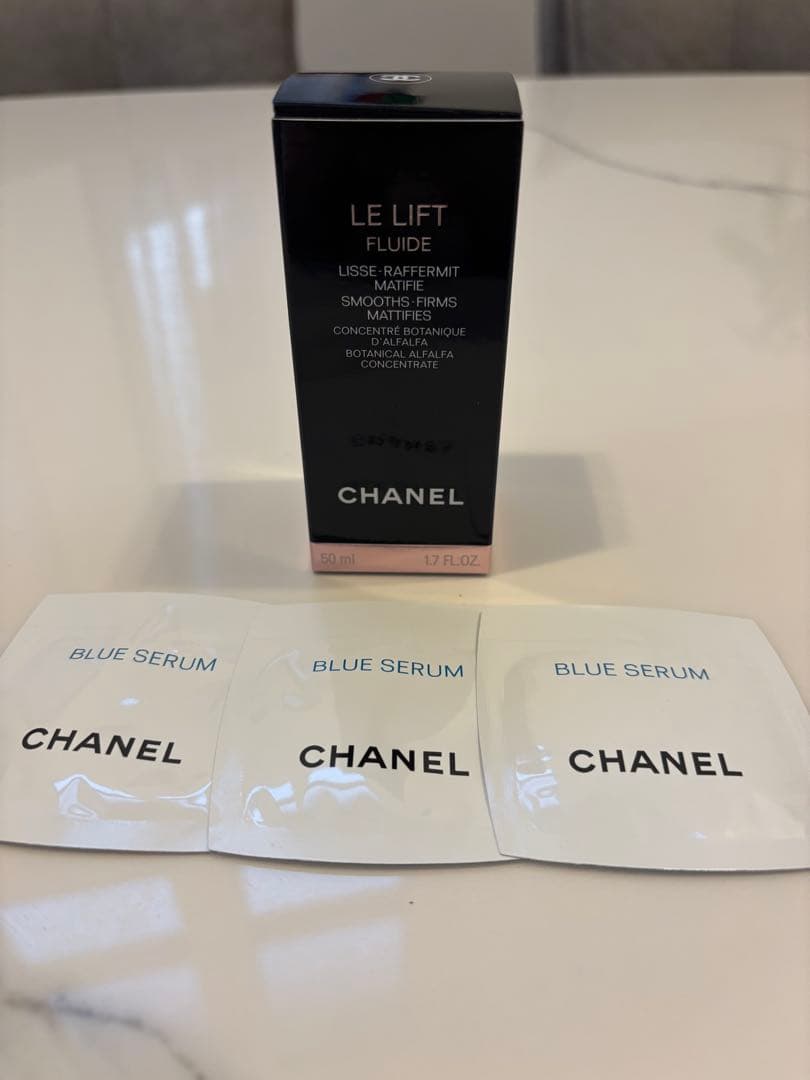 LE LIFT
FLUIDE
LISSE·RAFFERMIT
MATIFIE
SMOOTHS·FIRMS
MATTIFIES
CONCENTRÉ BOTANIQUE
D'ALFALFA
BOTANICAL ALFALFA
CONCENTRATE
CHANEL
50 ml 1.7 FL.OZ.
BLUE SERUM
CHANEL
BLUE SERUM
CHANEL
BLUE SERUM
CHANEL